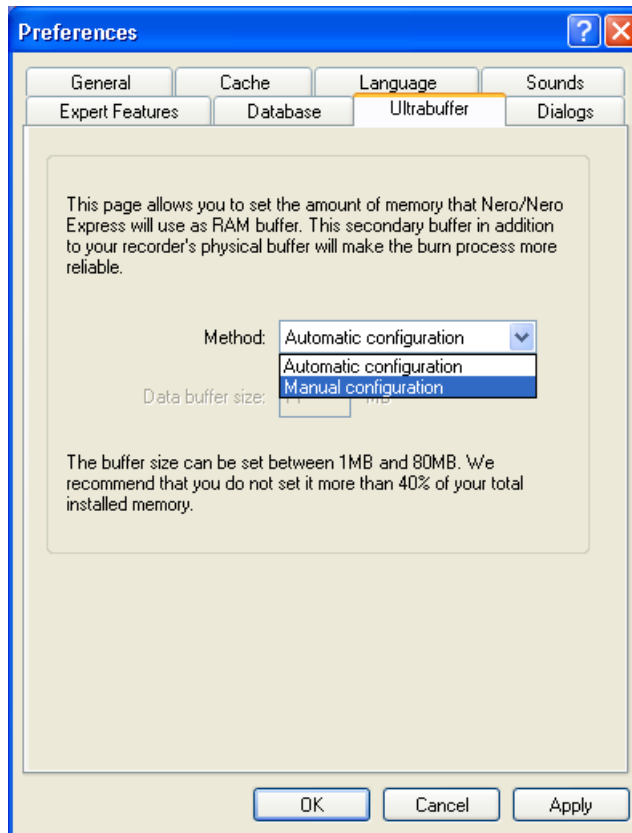 Preferences
General Cache Language Sounds
Expert Features Database Ultrabuffer Dialogs
This page allows you to set the amount of memory that Nero/Nero
Express will use as RAM buffer. This secondary buffer in addition
to your recorder's physical buffer will make the burn process more
reliable.
Method: Automatic configuration
Automatic configuration
Manual configuration
Data buffer size: MB
The buffer size can be set between 1MB and 80MB. We
recommend that you do not set it more than 40% of your total
installed memory.
OK Cancel Apply